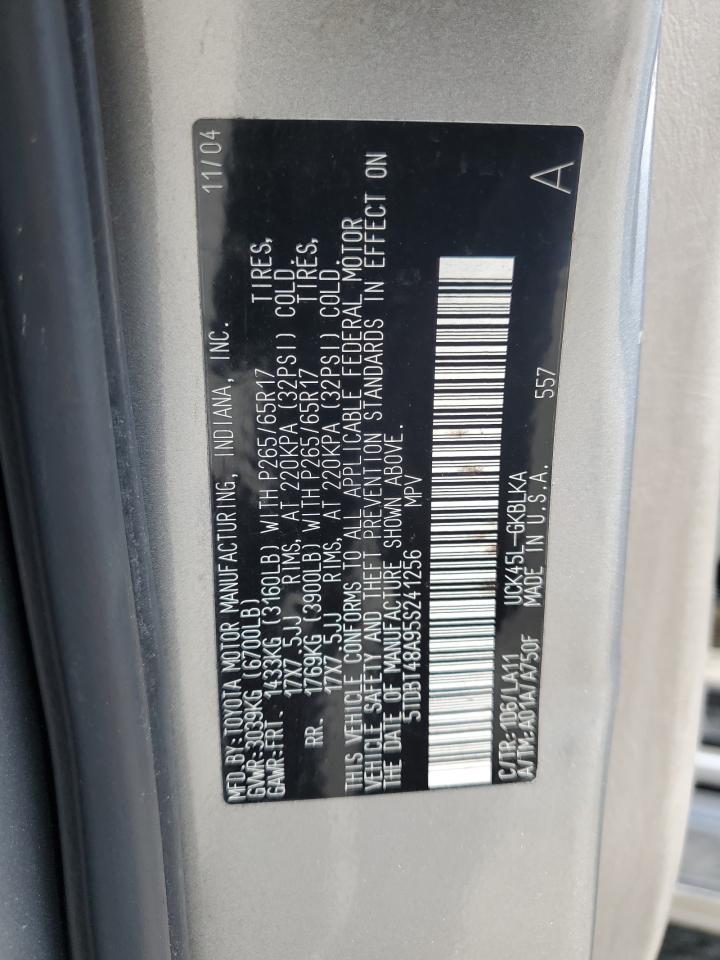 MFD.BY:TOYOTA MOTOR MANUFACTURING, INDIANA, INC. 11/04
GVWR:3039KG (6700LB)
GAWR:FRT. 1433KG (3160LB) WITH P265/65R17 TIRES,
17X7.5JJ RIMS, AT 220KPA (32PSI) COLD.
RR. 1769KG (3900LB) WITH P265/65R17 TIRES,
17X7.5JJ RIMS, AT 220KPA (32PSI) COLD.
THIS VEHICLE CONFORMS TO ALL APPLICABLE FEDERAL MOTOR
VEHICLE SAFETY AND THEFT PREVENTION STANDARDS IN EFFECT ON
THE DATE OF MANUFACTURE SHOWN ABOVE.
5TDBT48A95S241256 MPV
C/TR:1D6/LA11 UCK45L-GKBLKA
A/TM:A01A/A750F MADE IN U.S.A. 557 A